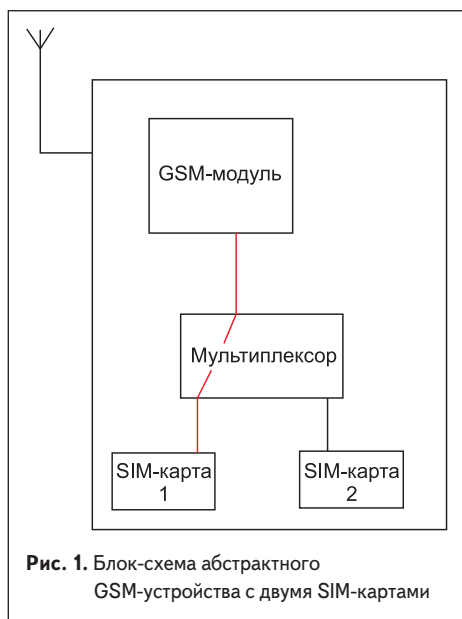 GSM-модуль
Мультиплексор
SIM-карта
1
SIM-карта
2
Рис. 1. Блок-схема абстрактного
GSM-устройства с двумя SIM-картами